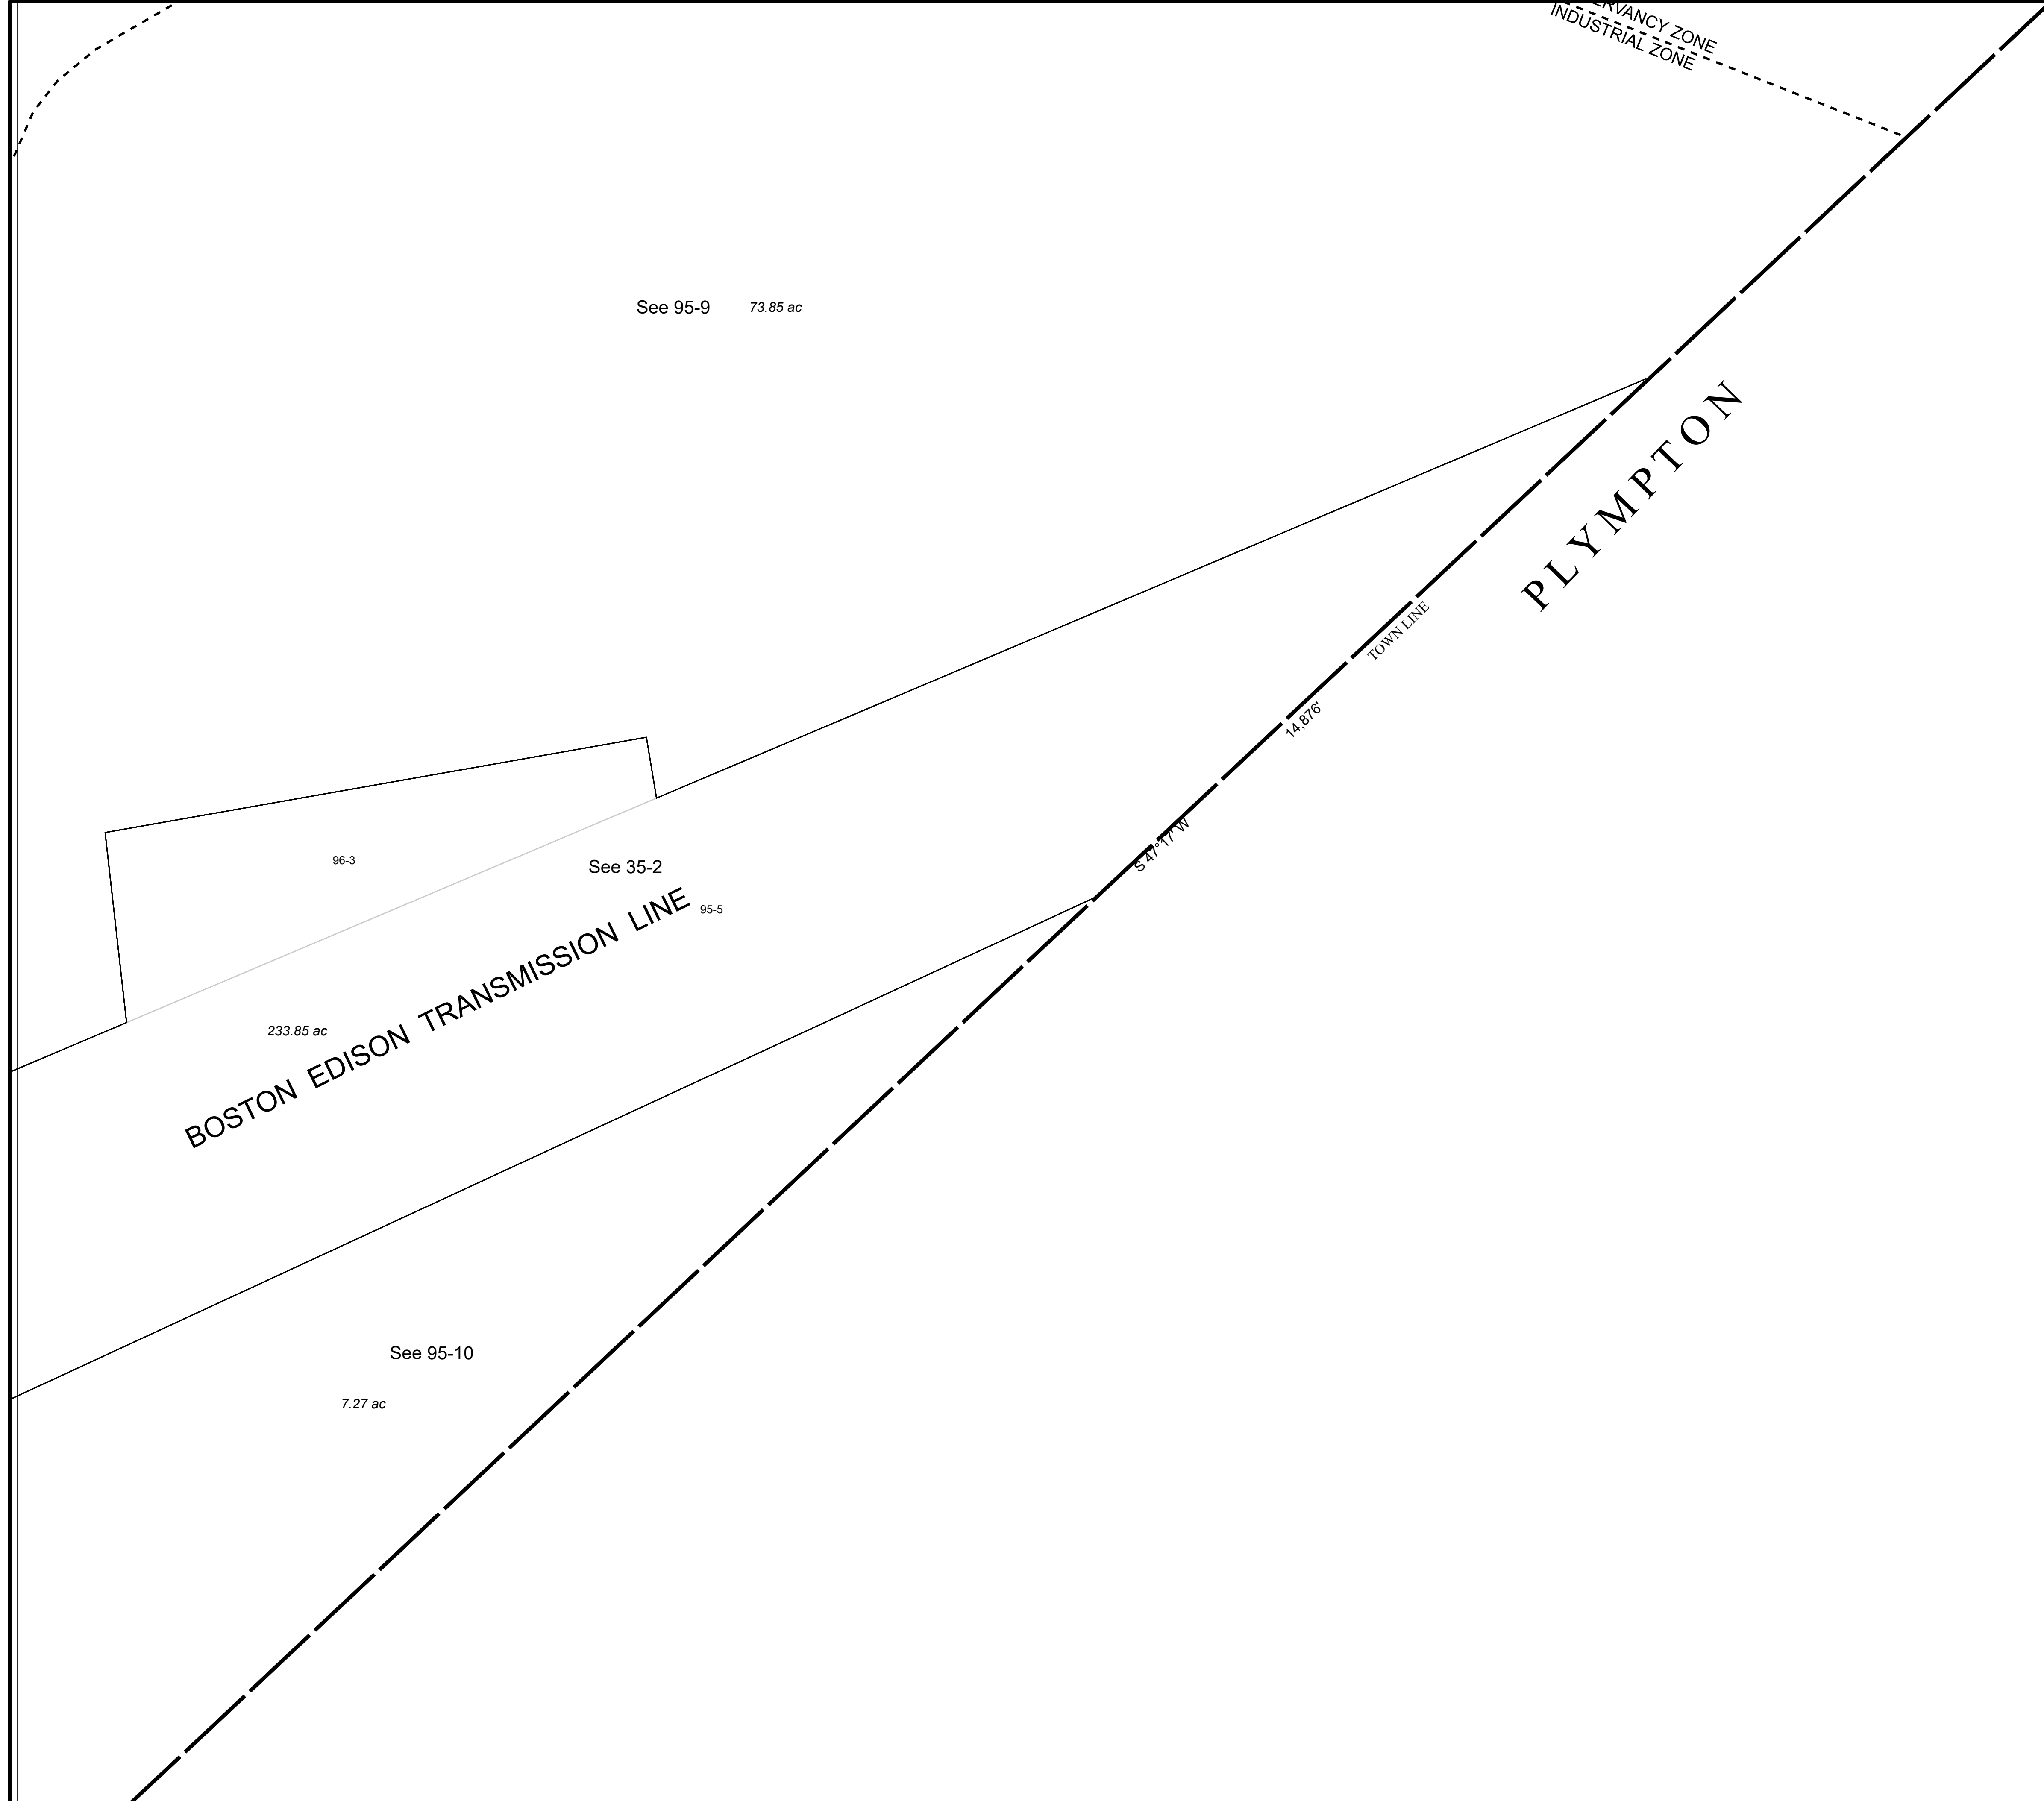 ZONE
INDUSTRIAL ZONE
See 95-9
73.85 ac
PLYMPTON
TOWN LINE
14,876'
S 47°17'W
96-3
See 35-2
95-5
BOSTON EDISON TRANSMISSION LINE
233.85 ac
See 95-10
7.27 ac